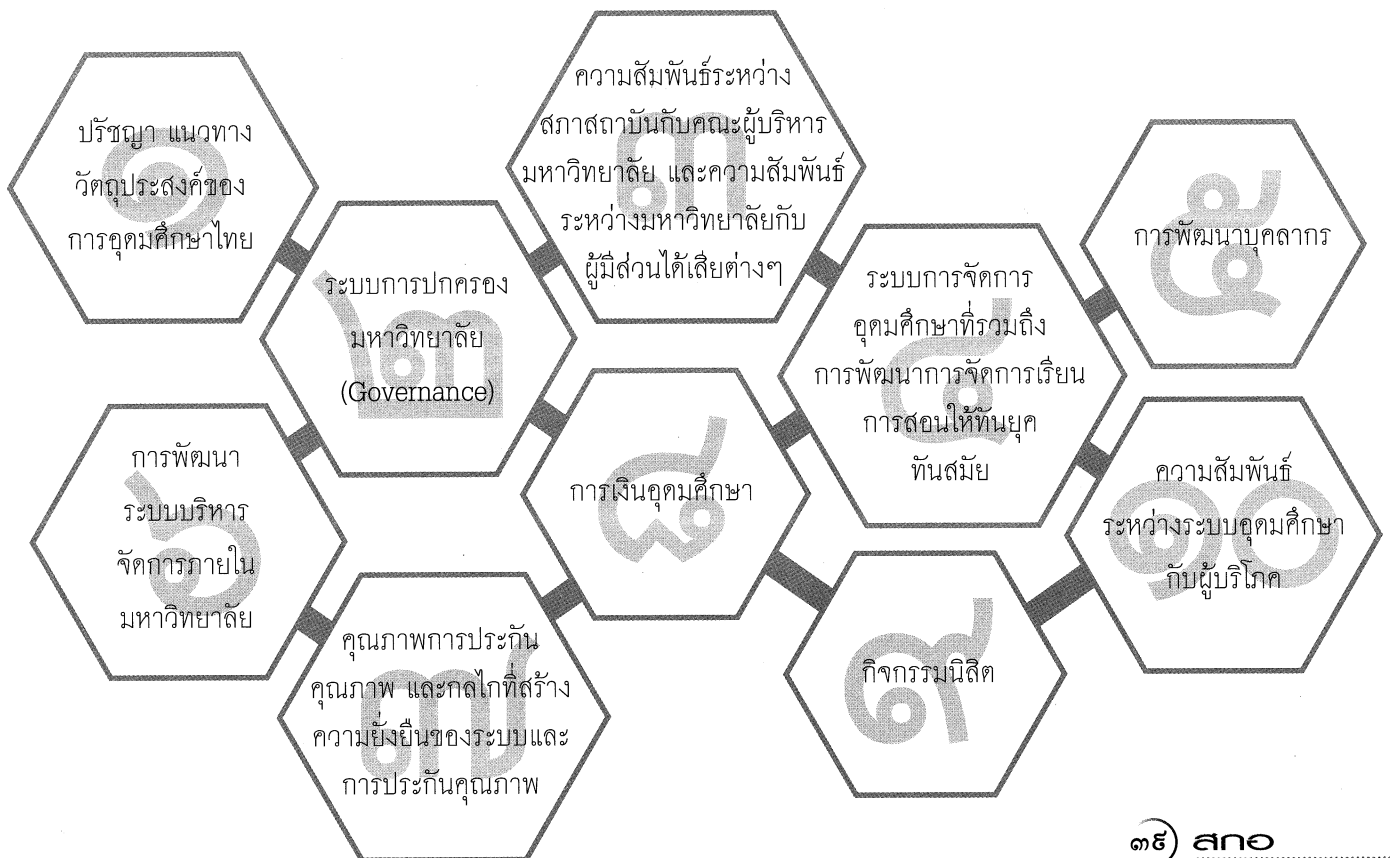 ๑
ปรัชญา แนวทาง
วัตถุประสงค์ของ
การอุดมศึกษาไทย
๒
ระบบการปกครอง
มหาวิทยาลัย
(Governance)
๓
ความสัมพันธ์ระหว่าง
สภาสถาบันกับคณะผู้บริหาร
มหาวิทยาลัย และความสัมพันธ์
ระหว่างมหาวิทยาลัยกับ
ผู้มีส่วนได้เสียต่างๆ
๔
ระบบการจัดการ
อุดมศึกษาที่รวมถึง
การพัฒนาการจัดการเรียน
การสอนให้ทันยุค
ทันสมัย
๕
การพัฒนาบุคลากร
๖
การพัฒนา
ระบบบริหาร
จัดการภายใน
มหาวิทยาลัย
๗
คุณภาพการประกัน
คุณภาพ และกลไกที่สร้าง
ความยั่งยืนของระบบและ
การประกันคุณภาพ
๘
การเงินอุดมศึกษา
๙
กิจกรรมนิสิต
๑๐
ความสัมพันธ์
ระหว่างระบบอุดมศึกษา
กับผู้บริโภค
๓๙ สกอ